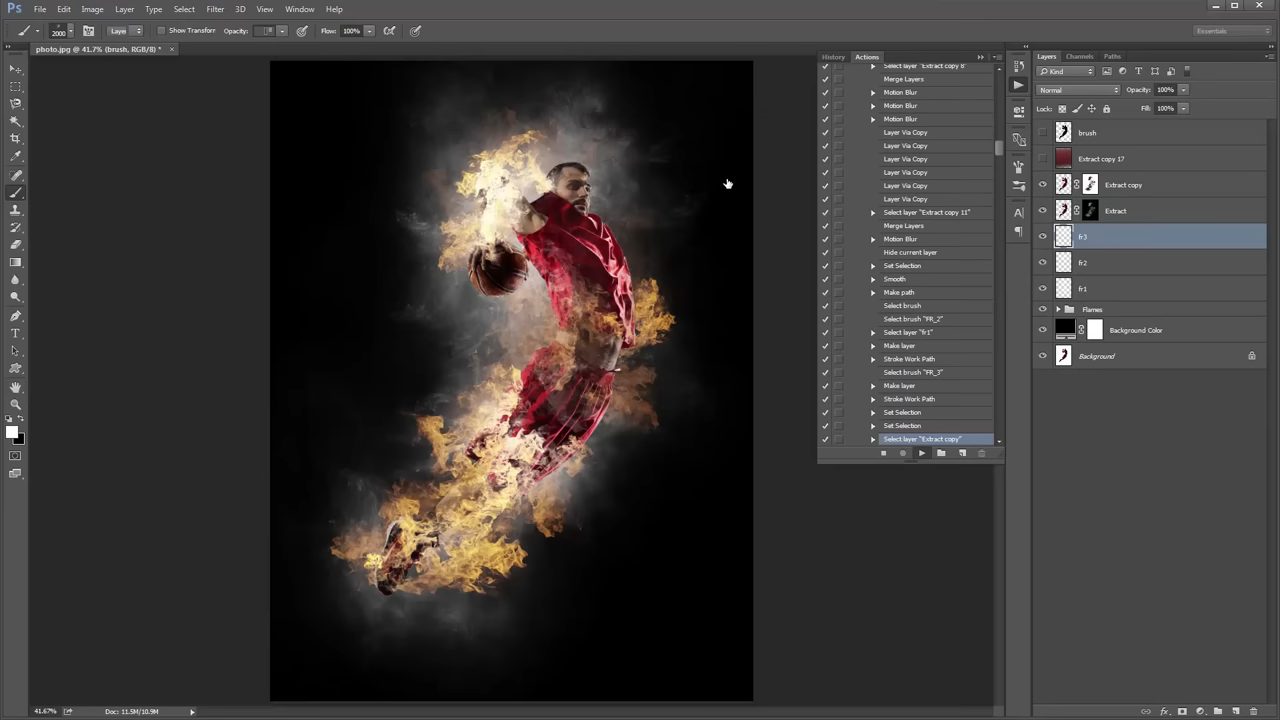 Ps File Edit Image Layer Type Select Filter 3D View Window Help
2000 Laye Show Transform Opacity: Flow: 100% Essentials
photo.jpg @ 41.7% (brush, RGB/8) *
History Actions
Select layer "Extract copy 8"
Merge Layers
Motion Blur
Motion Blur
Motion Blur
Layer Via Copy
Layer Via Copy
Layer Via Copy
Layer Via Copy
Layer Via Copy
Layer Via Copy
Select layer "Extract copy 11"
Merge Layers
Motion Blur
Hide current layer
Set Selection
Smooth
Make path
Select brush
Select brush "FR_2"
Select layer "fr1"
Make layer
Stroke Work Path
Select brush "FR_3"
Make layer
Stroke Work Path
Set Selection
Set Selection
Select layer "Extract copy"
Layers Channels Paths
Kind
Normal Opacity: 100%
Lock: Fill: 100%
brush
Extract copy 17
Extract copy
Extract
fr3
fr2
fr1
Flames
Background Color
Background
41.67% Doc: 11.5M/10.9M